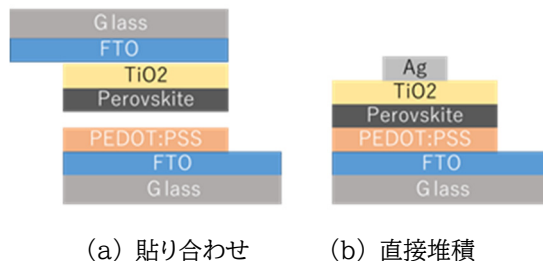 Glass
FTO
TiO2
Perovskite
PEDOT:PSS
FTO
Glass
Ag
TiO2
Perovskite
PEDOT:PSS
FTO
Glass
(a) 貼り合わせ
(b) 直接堆積